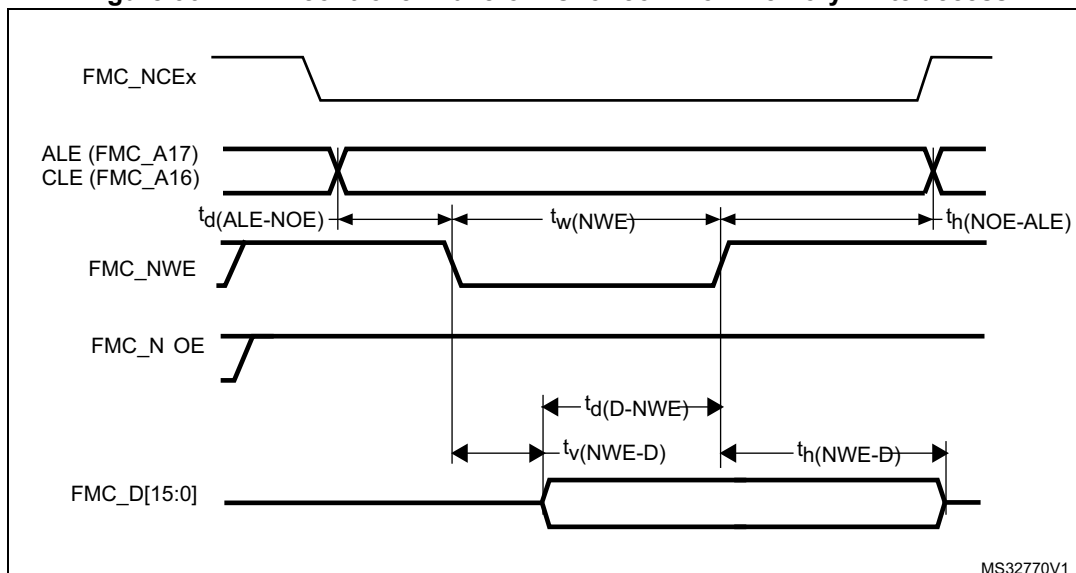 FMC_NCEx
ALE (FMC_A17)
CLE (FMC_A16)
td(ALE-NOE)
tw(NWE)
th(NOE-ALE)
FMC_NWE
FMC_N OE
td(D-NWE)
tv(NWE-D)
th(NWE-D)
FMC_D[15:0]
MS32770V1